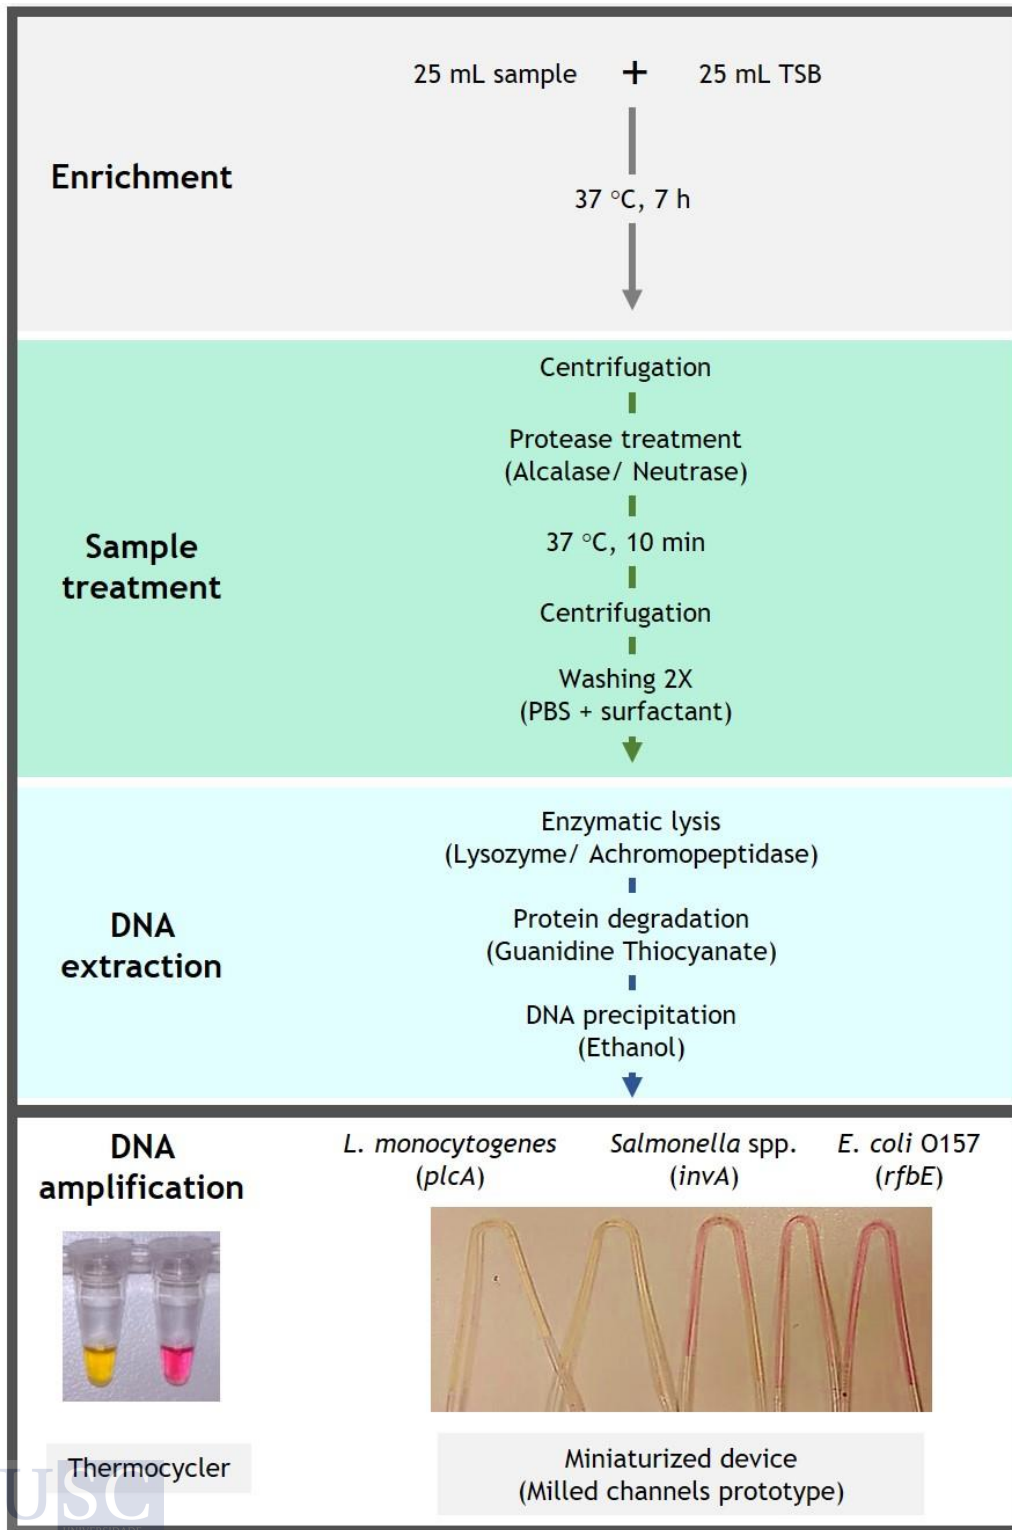 25 mL sample + 25 mL TSB
Enrichment
37 °C, 7 h
Centrifugation
Protease treatment
(Alcalase/ Neutrase)
Sample
treatment
37 °C, 10 min
Centrifugation
Washing 2X
(PBS + surfactant)
Enzymatic lysis
(Lysozyme/ Achromopeptidase)
DNA
extraction
Protein degradation
(Guanidine Thiocyanate)
DNA precipitation
(Ethanol)
DNA
amplification
L. monocytogenes
(plcA)
Salmonella spp.
(invA)
E. coli O157
(rfbE)
Thermocycler
Miniaturized device
(Milled channels prototype)
USC